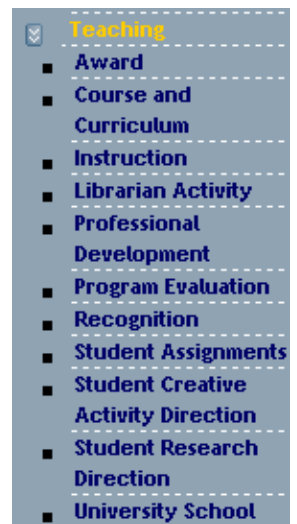 Teaching
Award
Course and
Curriculum
Instruction
Librarian Activity
Professional
Development
Program Evaluation
Recognition
Student Assignments
Student Creative
Activity Direction
Student Research
Direction
University School